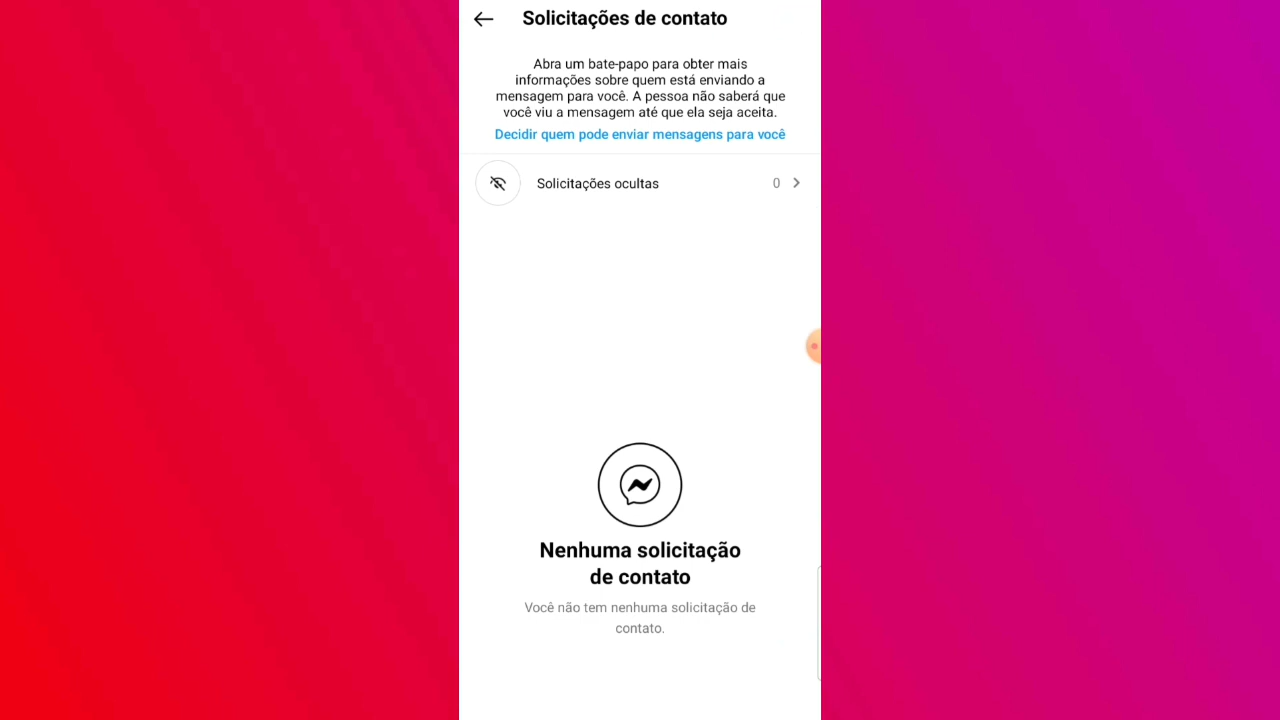 Solicitações de contato
Abra um bate-papo para obter mais
informações sobre quem está enviando a
mensagem para você. A pessoa não saberá que
você viu a mensagem até que ela seja aceita.
Decidir quem pode enviar mensagens para você
Solicitações ocultas 0
Nenhuma solicitação
de contato
Você não tem nenhuma solicitação de
contato.